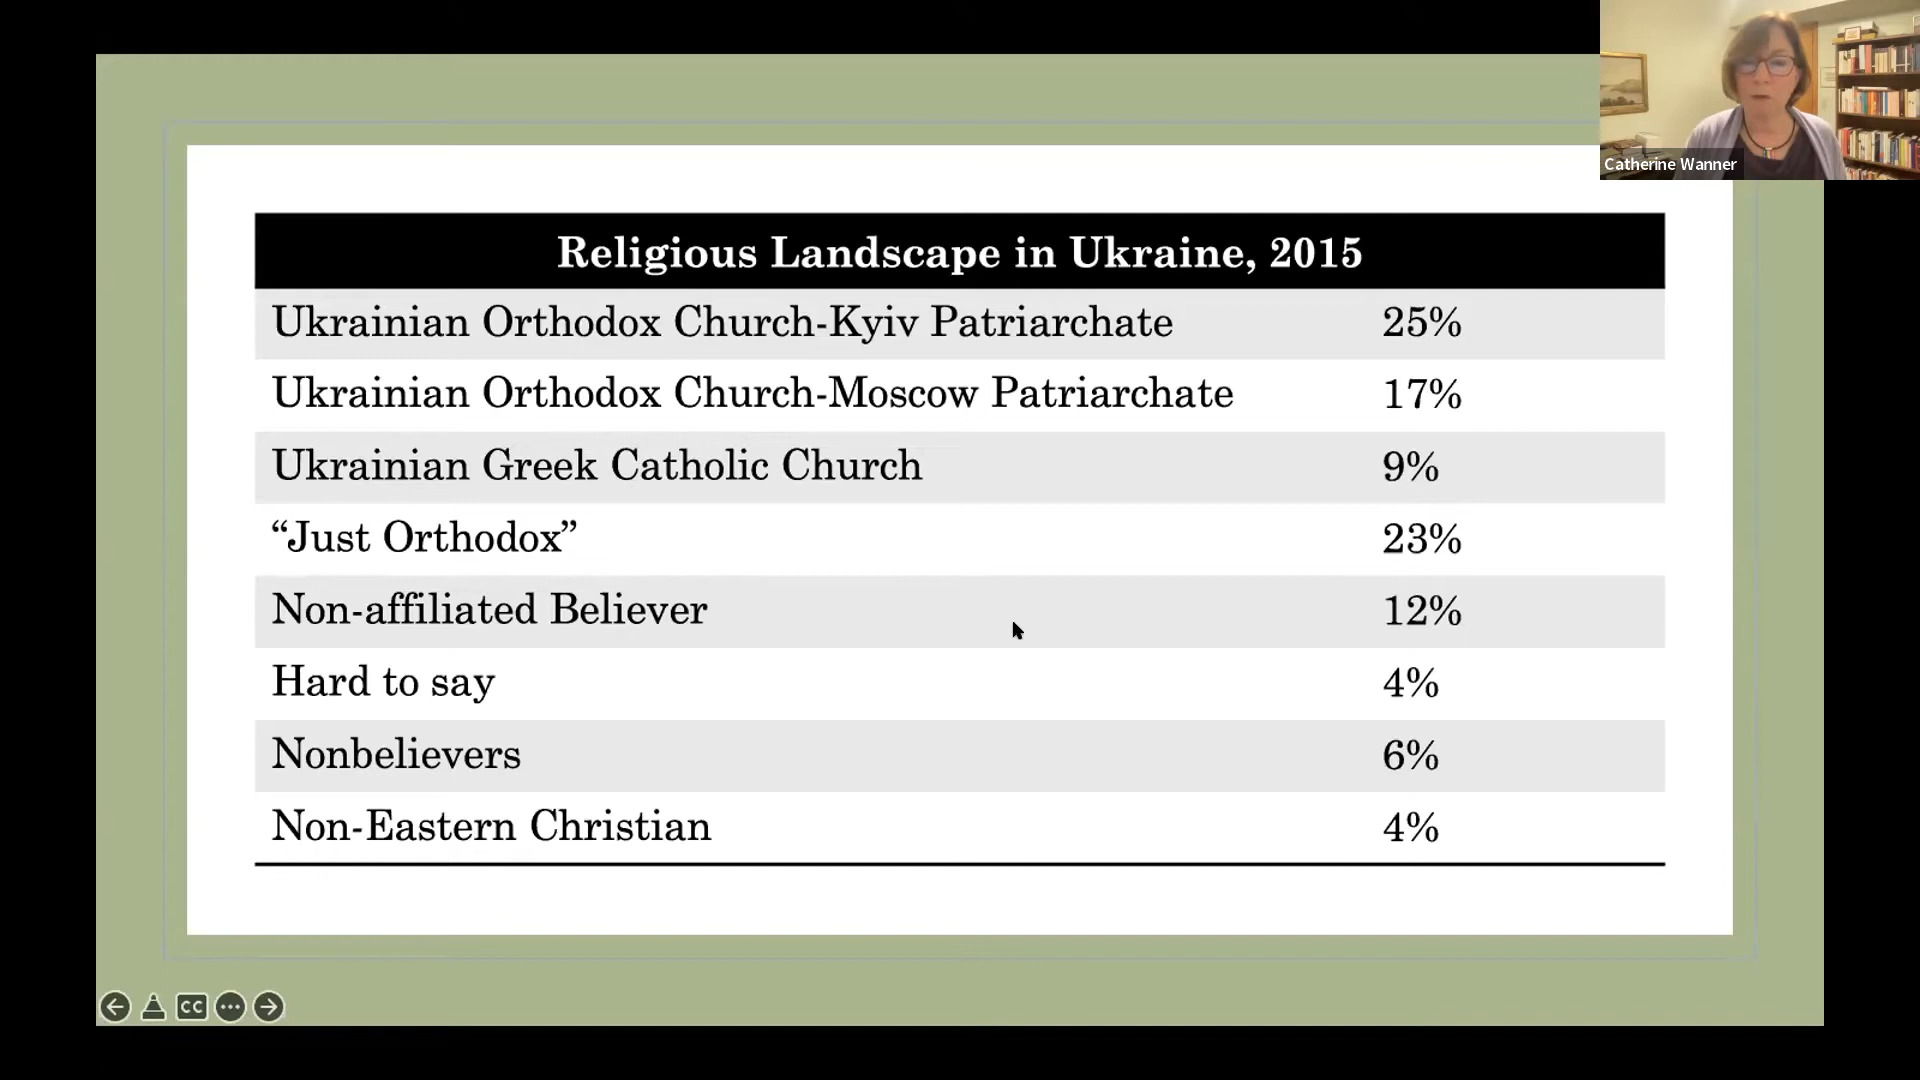 Catherine Wanner
Religious Landscape in Ukraine, 2015
Ukrainian Orthodox Church-Kyiv Patriarchate 25%
Ukrainian Orthodox Church-Moscow Patriarchate 17%
Ukrainian Greek Catholic Church 9%
“Just Orthodox” 23%
Non-affiliated Believer 12%
Hard to say 4%
Nonbelievers 6%
Non-Eastern Christian 4%
CC